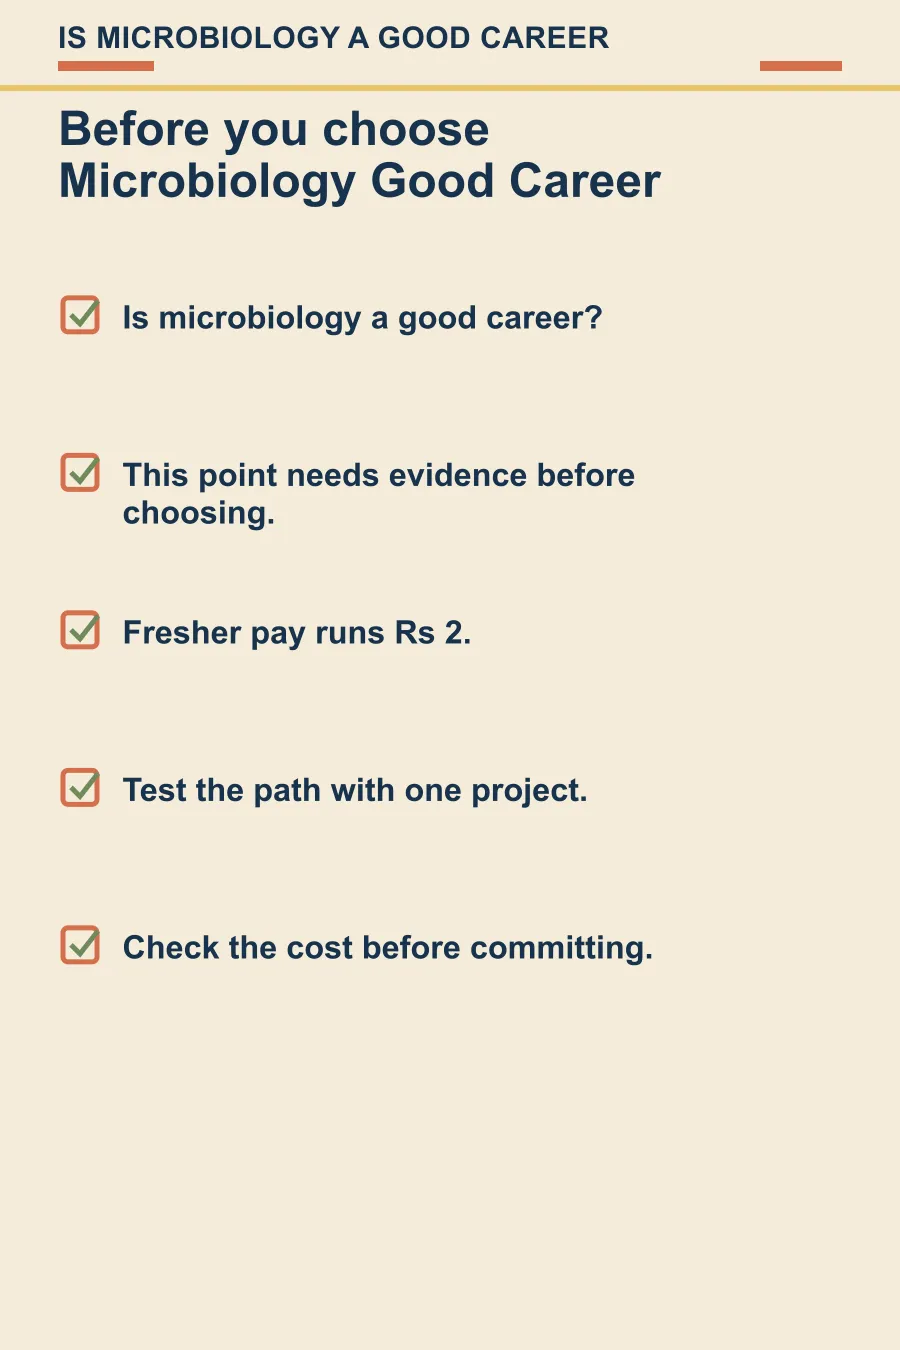 IS MICROBIOLOGY A GOOD CAREER
Before you choose
Microbiology Good Career
Is microbiology a good career?
This point needs evidence before
choosing.
Fresher pay runs Rs 2.
Test the path with one project.
Check the cost before committing.